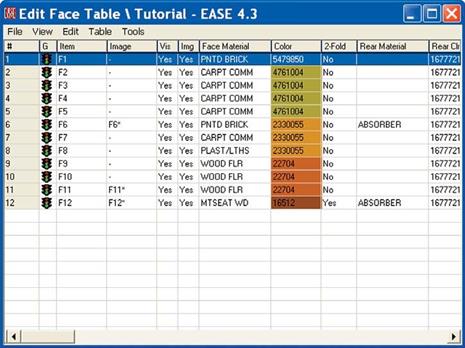 Edit Face Table \ Tutorial - EASE 4.3
File View Edit Table Tools
# G Item Image Vis Img Face Material Color 2-Fold Rear Material Rear Clr
1 F1 - Yes Yes PNTD BRICK 5479850 No 1677721
2 F2 - Yes Yes CARPT COMM 4761004 No 1677721
3 F3 - Yes Yes CARPT COMM 4761004 No 1677721
4 F4 - Yes Yes CARPT COMM 4761004 No 1677721
5 F5 - Yes Yes CARPT COMM 4761004 No 1677721
6 F6 F6* Yes Yes PNTD BRICK 2330055 No ABSORBER 1677721
7 F7 - Yes Yes CARPT COMM 2330055 No 1677721
8 F8 - Yes Yes PLAST/LTHS 2330055 No 1677721
9 F9 - Yes Yes WOOD FLR 22704 No 1677721
10 F10 - Yes Yes WOOD FLR 22704 No 1677721
11 F11 F11* Yes Yes WOOD FLR 22704 No 1677721
12 F12 F12* Yes Yes MTSEAT WD 16512 Yes ABSORBER 1677721